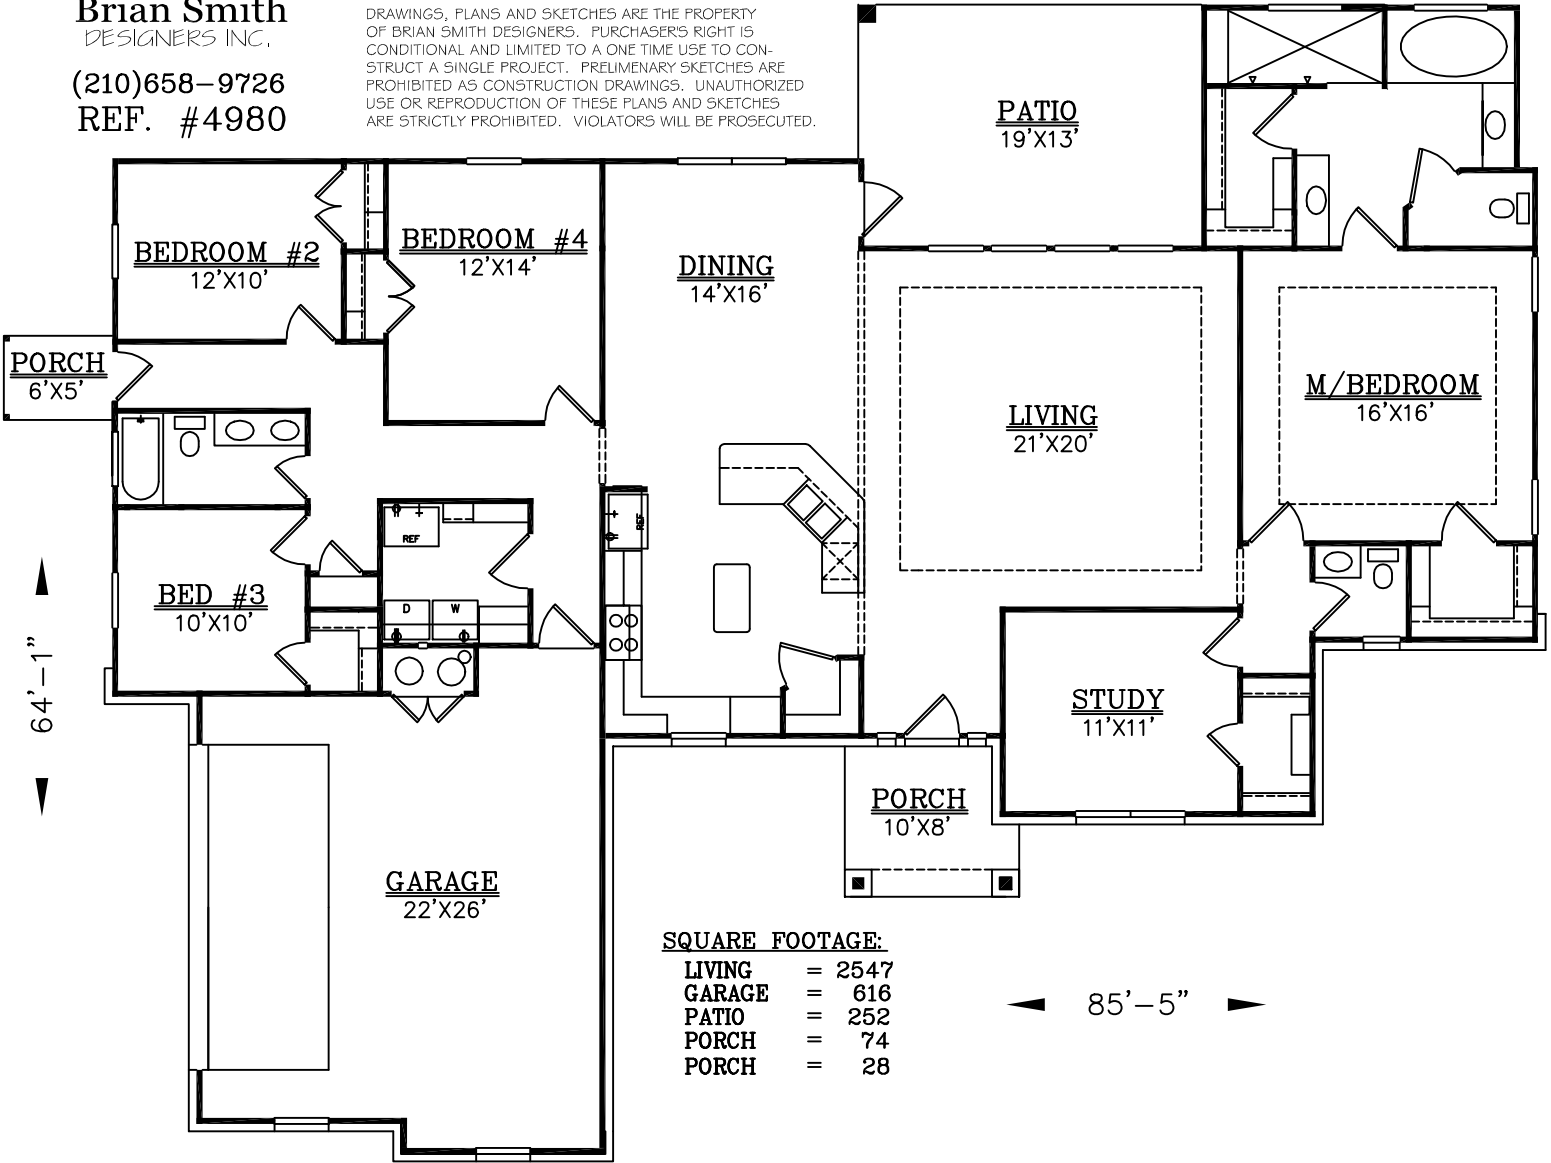 Brian Smith
DESIGNERS INC.
(210)658-9726
REF. #4980
DRAWINGS, PLANS AND SKETCHES ARE THE PROPERTY
OF BRIAN SMITH DESIGNERS. PURCHASER'S RIGHT IS
CONDITIONAL AND LIMITED TO A ONE TIME USE TO CON-
STRUCT A SINGLE PROJECT. PRELIMENARY SKETCHES ARE
PROHIBITED AS CONSTRUCTION DRAWINGS. UNAUTHORIZED
USE OR REPRODUCTION OF THESE PLANS AND SKETCHES
ARE STRICTLY PROHIBITED. VIOLATORS WILL BE PROSECUTED.
PATIO
19'X13'
BEDROOM #2
12'X10'
BEDROOM #4
12'X14'
DINING
14'X16'
PORCH
6'X5'
LIVING
21'X20'
M/BEDROOM
16'X16'
REF
REF
BED #3
10'X10'
D
W
64'-1"
STUDY
11'X11'
PORCH
10'X8'
GARAGE
22'X26'
SQUARE FOOTAGE:
LIVING = 2547
GARAGE = 616
PATIO = 252
PORCH = 74
PORCH = 28
85'-5"